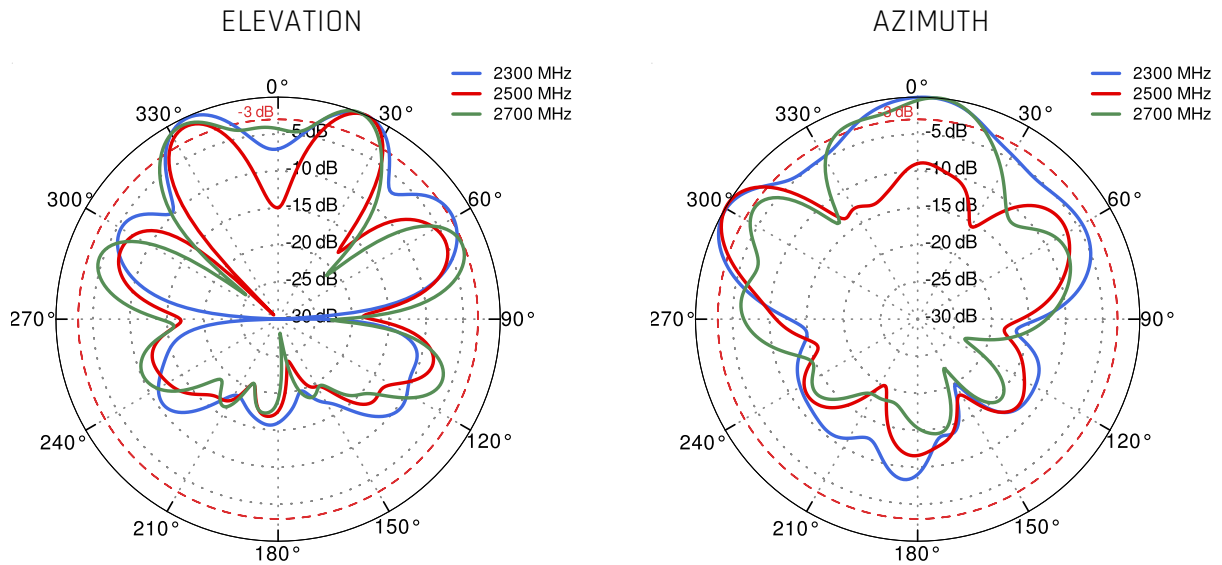 ELEVATION
2300 MHz
2500 MHz
2700 MHz
0°
30°
60°
90°
120°
150°
180°
210°
240°
270°
300°
330°
-3 dB
-5 dB
-10 dB
-15 dB
-20 dB
-25 dB
-30 dB
AZIMUTH
2300 MHz
2500 MHz
2700 MHz
0°
30°
60°
90°
120°
150°
180°
210°
240°
270°
300°
330°
-3 dB
-5 dB
-10 dB
-15 dB
-20 dB
-25 dB
-30 dB